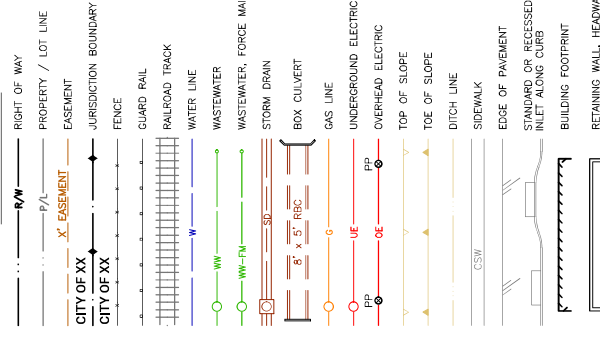 RIGHT OF WAY
PROPERTY / LOT LINE
EASEMENT
JURISDICTION BOUNDARY
FENCE
GUARD RAIL
RAILROAD TRACK
WATER LINE
WASTEWATER
WASTEWATER, FORCE
STORM DRAIN
BOX CULVERT
GAS LINE
UNDERGROUND ELECTRIC
OVERHEAD ELECTRIC
TOP OF SLOPE
TOE OF SLOPE
DITCH LINE
SIDEWALK
EDGE OF PAVEMENT
STANDARD OR RECESSED
INLET ALONG CURB
BUILDING FOOTPRINT
RETAINING WALL,
R/W
P/L
X' EASEMENT
CITY OF XX
CITY OF XX
W
WW
WW-FM
SD
8' x 5' RBC
G
UE
OE
PP
PP
CSW